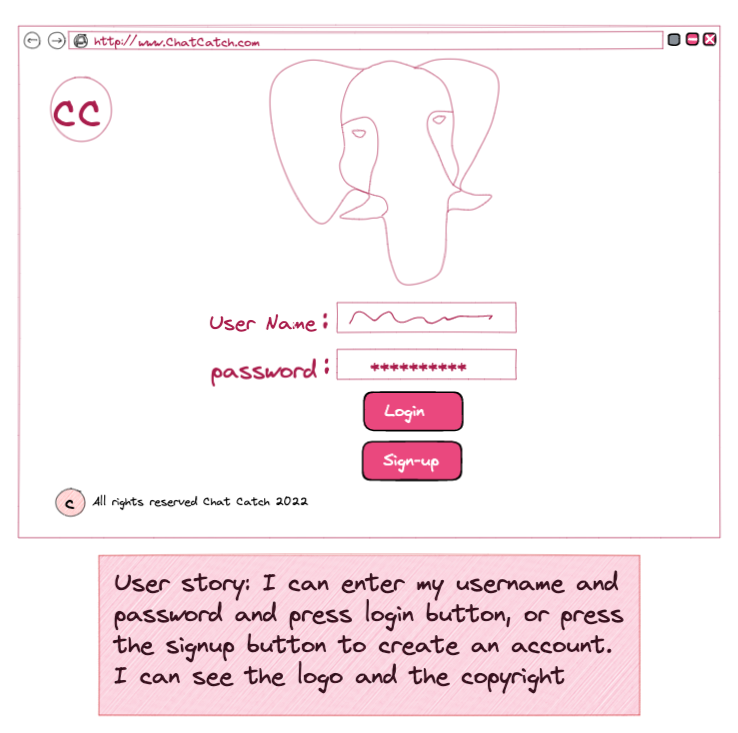 http://www.ChatCatch.com
CC
User Name:
password:
**********
Login
Sign-up
C All rights reserved Chat Catch 2022
User story: I can enter my username and
password and press login button, or press
the signup button to create an account.
I can see the logo and the copyright